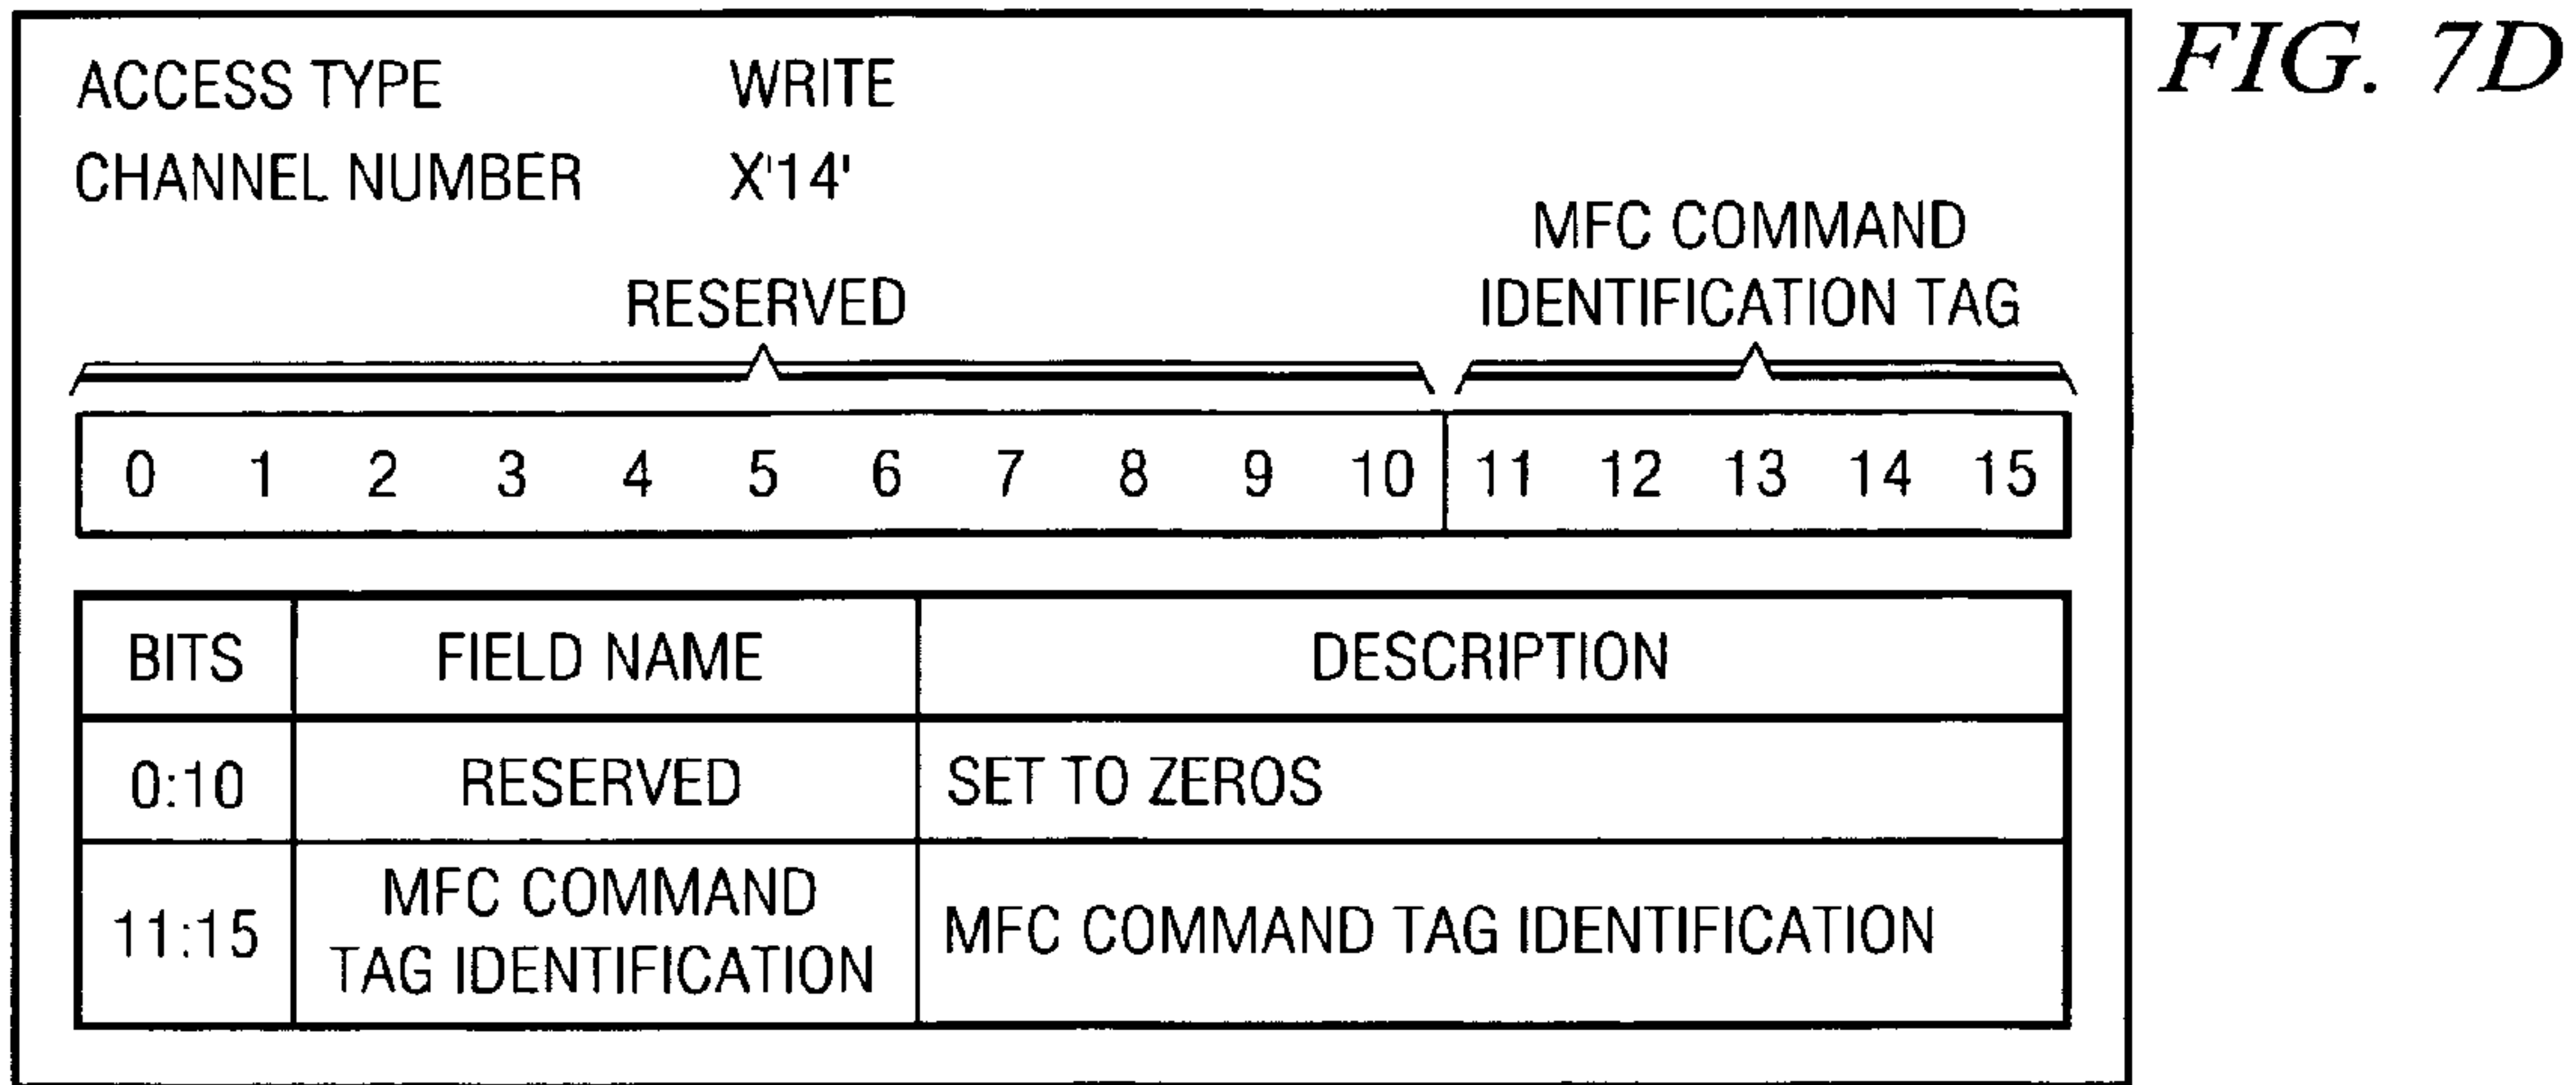 FIG. 7D
ACCESS TYPE WRITE
CHANNEL NUMBER X'14'
RESERVED
MFC COMMAND
IDENTIFICATION TAG
0 1 2 3 4 5 6 7 8 9 10 11 12 13 14 15
BITS FIELD NAME DESCRIPTION
0:10 RESERVED SET TO ZEROS
11:15 MFC COMMAND
TAG IDENTIFICATION MFC COMMAND TAG IDENTIFICATION